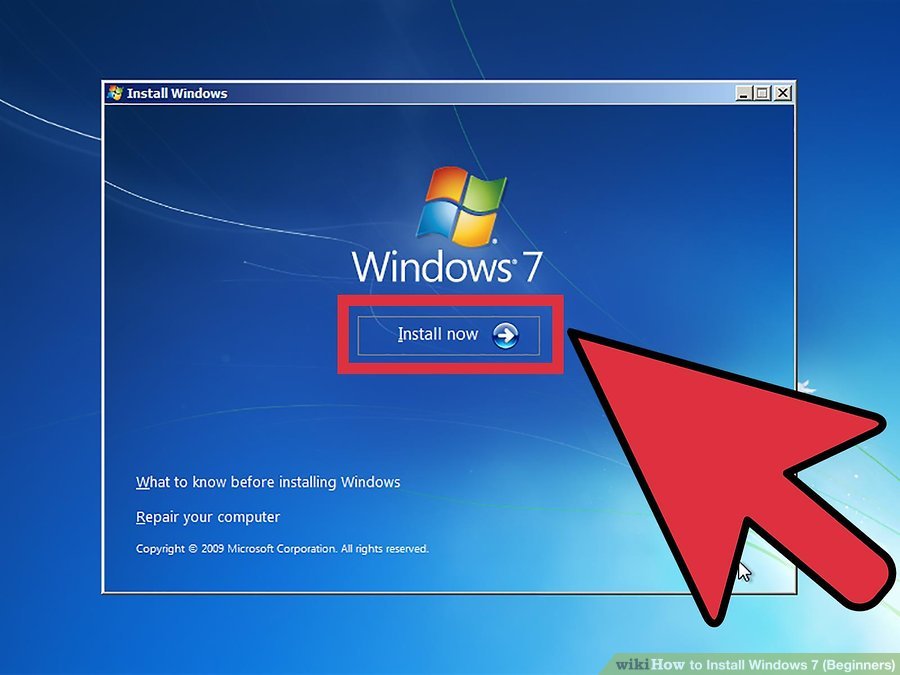 Install Windows
Windows® 7
Install now
What to know before installing Windows
Repair your computer
Copyright © 2009 Microsoft Corporation. All rights reserved.
wikiHow to Install Windows 7 (Beginners)